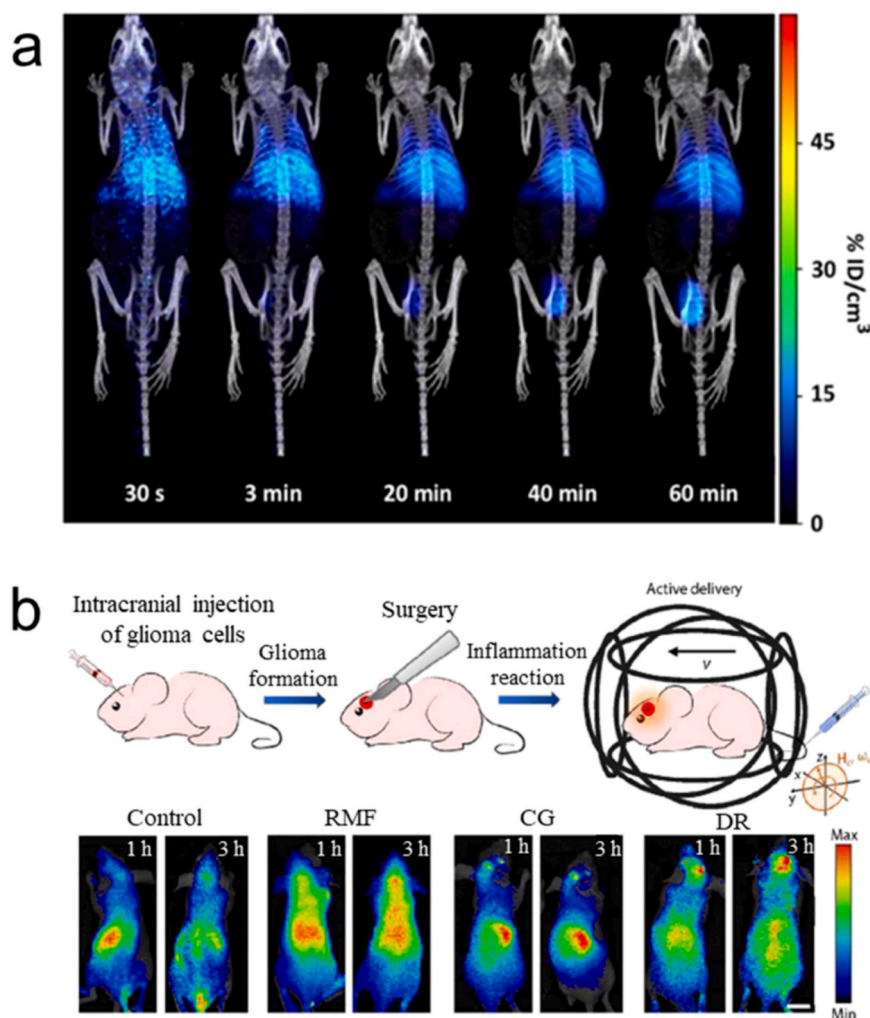 a
45
30
15
0
% ID/cm³
30 s 3 min 20 min 40 min 60 min
b
Intracranial injection
of glioma cells
Glioma
formation
Surgery
Inflammation
reaction
Active delivery
v
z
x
y
Control RMF CG DR
1 h 3 h 1 h 3 h 1 h 3 h 1 h 3 h
Max
Min